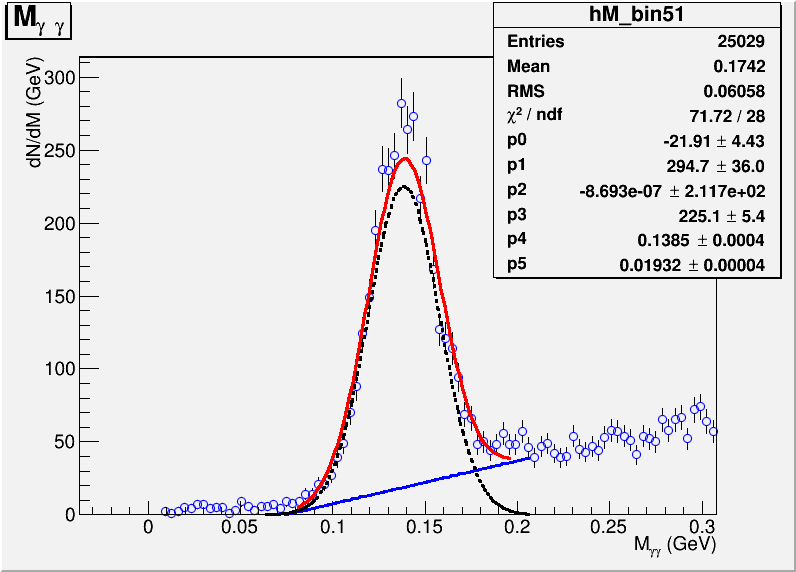 M γ γ
hM_bin51
Entries 25029
Mean 0.1742
RMS 0.06058
χ² / ndf 71.72 / 28
p0 -21.91 ± 4.43
p1 294.7 ± 36.0
p2 -8.693e-07 ± 2.117e+02
p3 225.1 ± 5.4
p4 0.1385 ± 0.0004
p5 0.01932 ± 0.00004
dN/dM (GeV)
300
250
200
150
100
50
0
0 0.05 0.1 0.15 0.2 0.25 0.3
Mγγ (GeV)